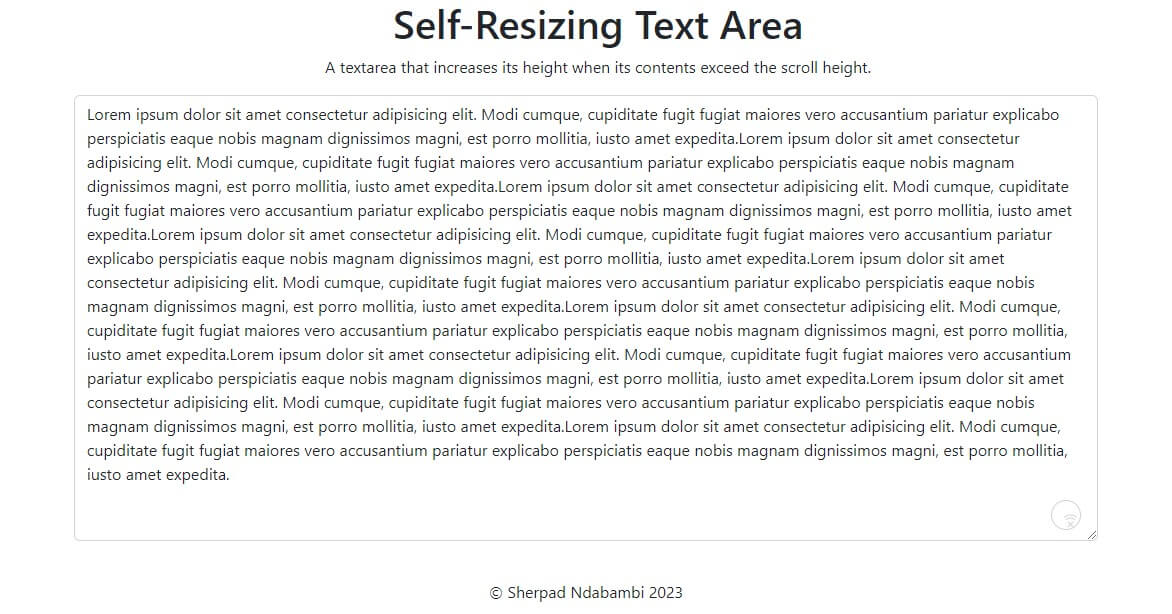 Self-Resizing Text Area
A textarea that increases its height when its contents exceed the scroll height.
Lorem ipsum dolor sit amet consectetur adipisicing elit. Modi cumque, cupiditate fugit fugiat maiores vero accusantium pariatur explicabo
perspiciatis eaque nobis magnam dignissimos magni, est porro mollitia, iusto amet expedita.Lorem ipsum dolor sit amet consectetur
adipisicing elit. Modi cumque, cupiditate fugit fugiat maiores vero accusantium pariatur explicabo perspiciatis eaque nobis magnam
dignissimos magni, est porro mollitia, iusto amet expedita.Lorem ipsum dolor sit amet consectetur adipisicing elit. Modi cumque, cupiditate
fugit fugiat maiores vero accusantium pariatur explicabo perspiciatis eaque nobis magnam dignissimos magni, est porro mollitia, iusto amet
expedita.Lorem ipsum dolor sit amet consectetur adipisicing elit. Modi cumque, cupiditate fugit fugiat maiores vero accusantium pariatur
explicabo perspiciatis eaque nobis magnam dignissimos magni, est porro mollitia, iusto amet expedita.Lorem ipsum dolor sit amet
consectetur adipisicing elit. Modi cumque, cupiditate fugit fugiat maiores vero accusantium pariatur explicabo perspiciatis eaque nobis
magnam dignissimos magni, est porro mollitia, iusto amet expedita.Lorem ipsum dolor sit amet consectetur adipisicing elit. Modi cumque,
cupiditate fugit fugiat maiores vero accusantium pariatur explicabo perspiciatis eaque nobis magnam dignissimos magni, est porro mollitia,
iusto amet expedita.Lorem ipsum dolor sit amet consectetur adipisicing elit. Modi cumque, cupiditate fugit fugiat maiores vero accusantium
pariatur explicabo perspiciatis eaque nobis magnam dignissimos magni, est porro mollitia, iusto amet expedita.Lorem ipsum dolor sit amet
consectetur adipisicing elit. Modi cumque, cupiditate fugit fugiat maiores vero accusantium pariatur explicabo perspiciatis eaque nobis
magnam dignissimos magni, est porro mollitia, iusto amet expedita.Lorem ipsum dolor sit amet consectetur adipisicing elit. Modi cumque,
cupiditate fugit fugiat maiores vero accusantium pariatur explicabo perspiciatis eaque nobis magnam dignissimos magni, est porro mollitia,
iusto amet expedita.
© Sherpad Ndabambi 2023